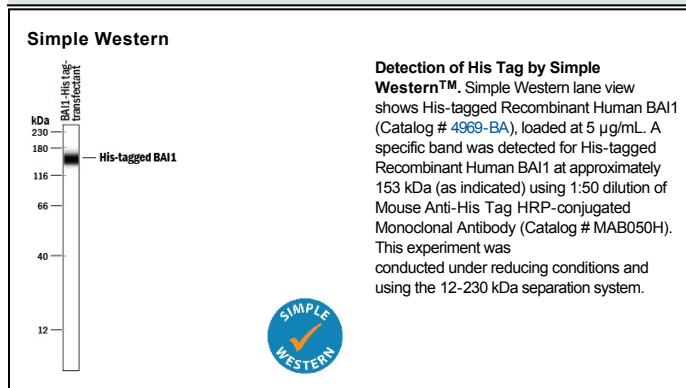 Simple Western
BAI1-His tag-
transfectant
kDa
230
180
116
66
40
12
His-tagged BAI1
SIMPLE
WESTERN
Detection of His Tag by Simple
Western™. Simple Western lane view
shows His-tagged Recombinant Human BAI1
(Catalog # 4969-BA), loaded at 5 µg/mL. A
specific band was detected for His-tagged
Recombinant Human BAI1 at approximately
153 kDa (as indicated) using 1:50 dilution of
Mouse Anti-His Tag HRP-conjugated
Monoclonal Antibody (Catalog # MAB050H).
This experiment was
conducted under reducing conditions and
using the 12-230 kDa separation system.